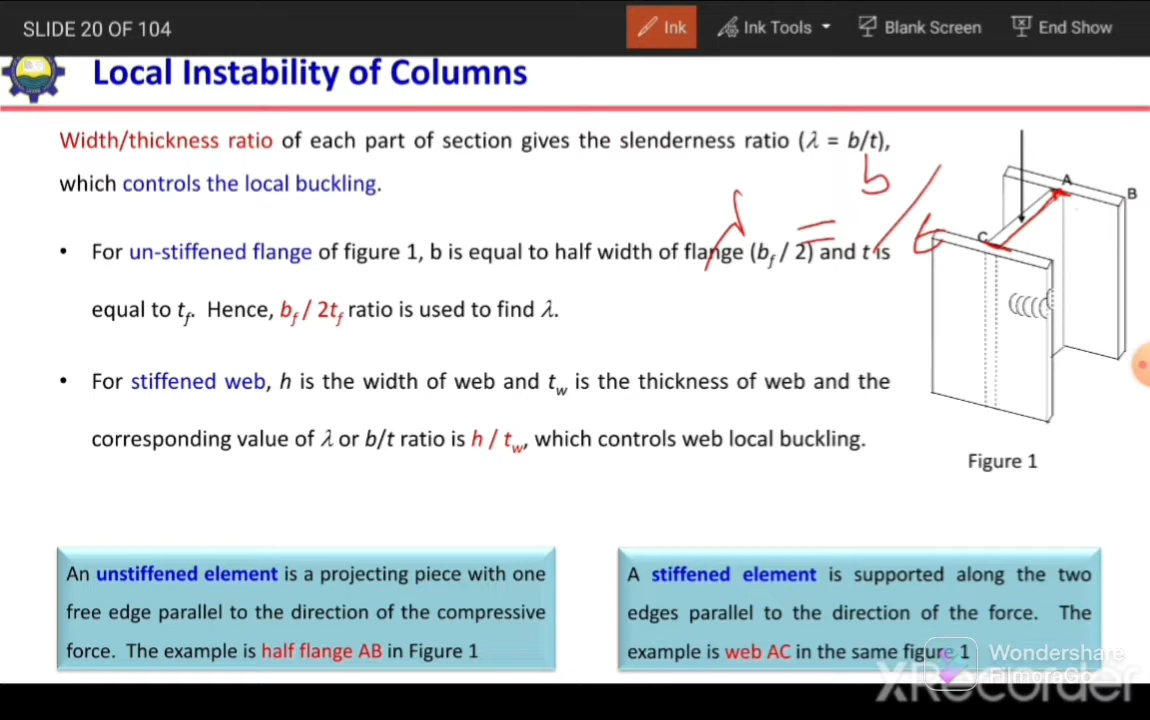 SLIDE 20 OF 104
Ink
Ink Tools
Blank Screen
End Show
Local Instability of Columns
Width/thickness ratio of each part of section gives the slenderness ratio (λ = b/t),
which controls the local buckling.
λ = b/t
• For un-stiffened flange of figure 1, b is equal to half width of flange (bf / 2) and t is
equal to tf. Hence, bf / 2tf ratio is used to find λ.
• For stiffened web, h is the width of web and tw is the thickness of web and the
corresponding value of λ or b/t ratio is h / tw, which controls web local buckling.
A
B
C
Figure 1
An unstiffened element is a projecting piece with one
free edge parallel to the direction of the compressive
force. The example is half flange AB in Figure 1
A stiffened element is supported along the two
edges parallel to the direction of the force. The
example is web AC in the same figure 1
Wondershare
FilmoraGo
XRecorder